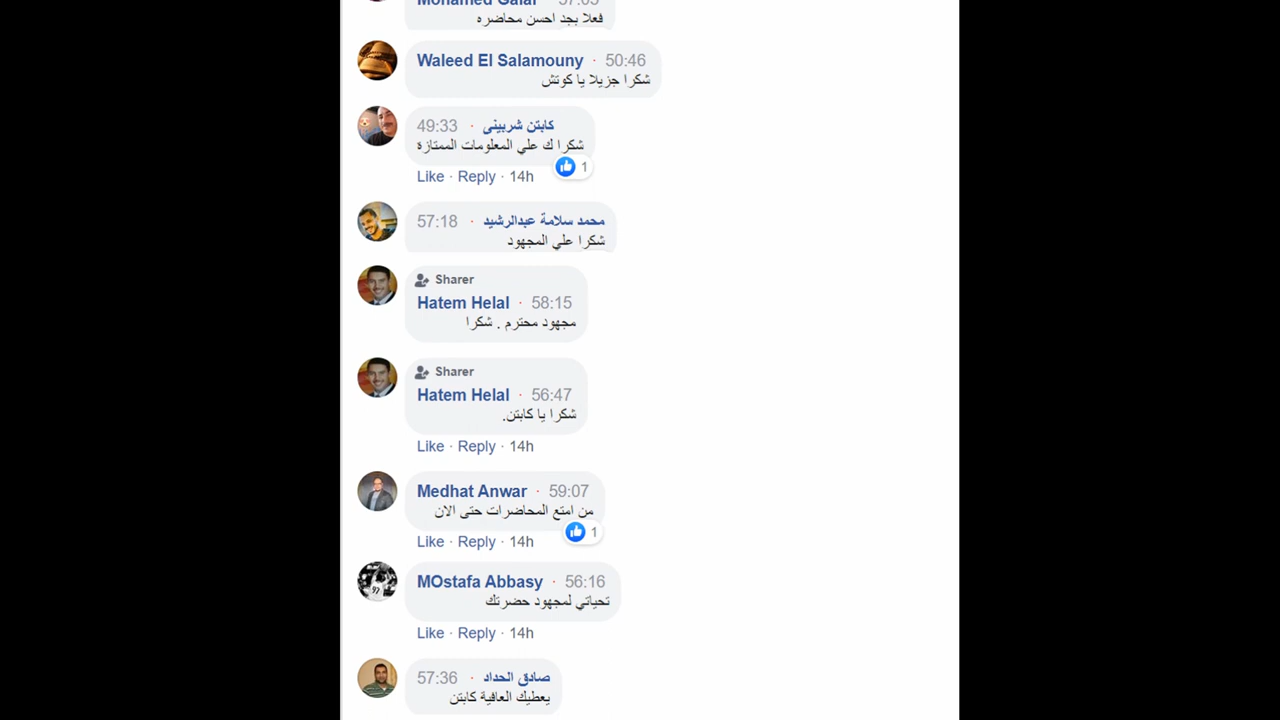 Mohamed Galal · 57:05
فعلا بجد احسن محاضره
Waleed El Salamouny · 50:46
شكرا جزيلا يا كوتش
كابتن شربينى · 49:33
شكرا ك علي المعلومات الممتازة
1
Like · Reply · 14h
محمد سلامة عبدالرشيد · 57:18
شكرا علي المجهود
Sharer
Hatem Helal · 58:15
مجهود محترم . شكرا
Sharer
Hatem Helal · 56:47
شكرا يا كابتن.
Like · Reply · 14h
Medhat Anwar · 59:07
من امتع المحاضرات حتى الان
1
Like · Reply · 14h
97
MOstafa Abbasy · 56:16
تحياتي لمجهود حضرتك
Like · Reply · 14h
صادق الحداد · 57:36
يعطيك العافية كابتن